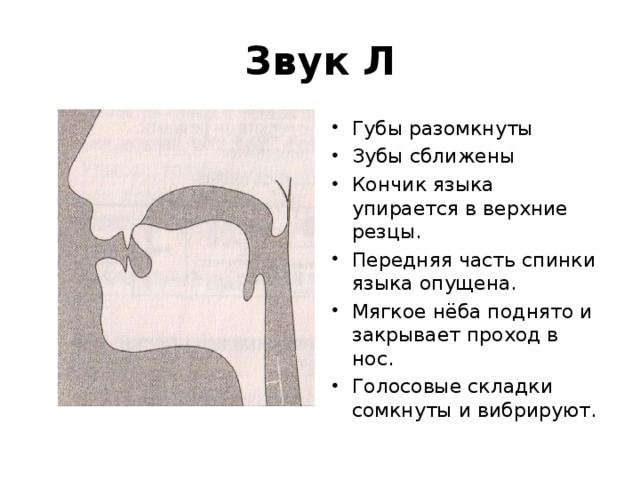 Звук Л
• Губы разомкнуты
• Зубы сближены
• Кончик языка
упирается в верхние
резцы.
• Передняя часть спинки
языка опущена.
• Мягкое нёба поднято и
закрывает проход в
нос.
• Голосовые складки
сомкнуты и вибрируют.